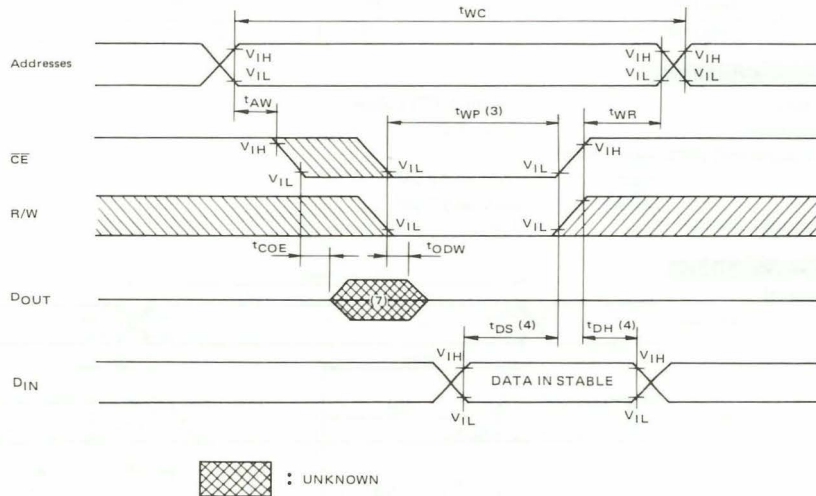 tWC
Addresses
VIH
VIL
VIH
VIL
VIH
VIL
tAW
tWP (3)
tWR
CE
VIH
VIL
VIL
VIL
VIH
R/W
VIL
VIL
tCOE
tODW
DOUT
(7)
tDS (4)
tDH (4)
DIN
VIH
VIL
DATA IN STABLE
VIH
VIL
: UNKNOWN